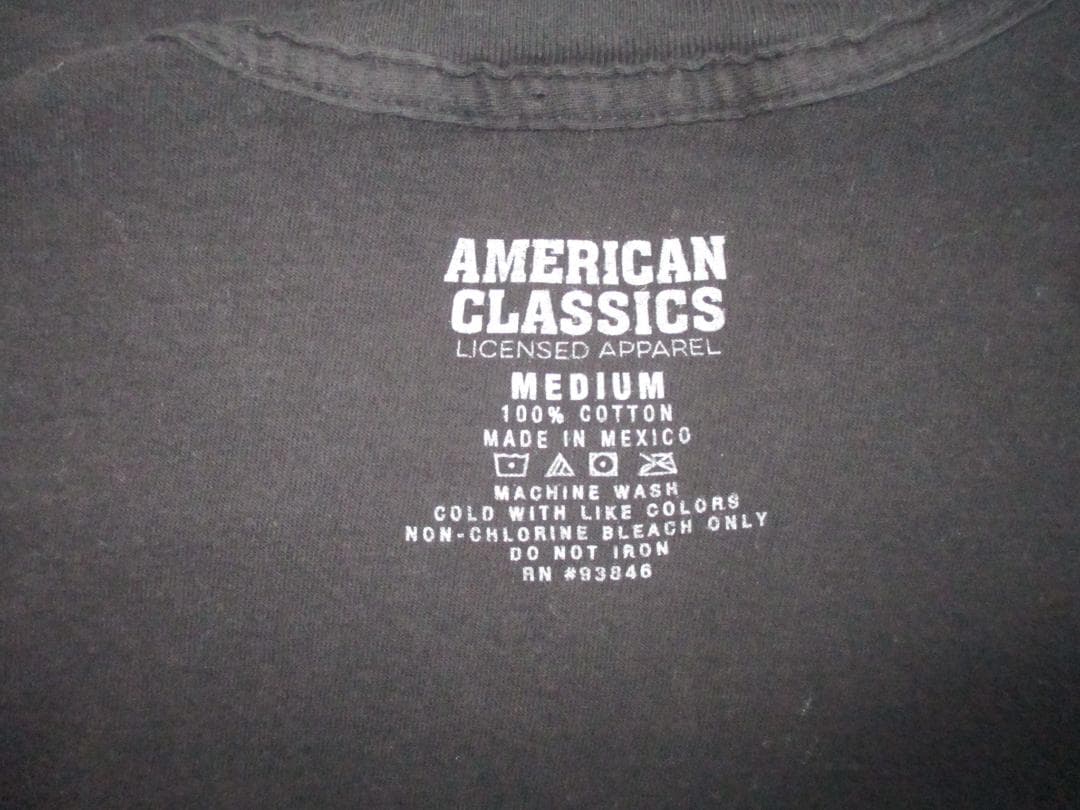 AMERICAN
CLASSICS
LICENSED APPAREL
MEDIUM
100% COTTON
MADE IN MEXICO
MACHINE WASH
COLD WITH LIKE COLORS
NON-CHLORINE BLEACH ONLY
DO NOT IRON
RN #93846